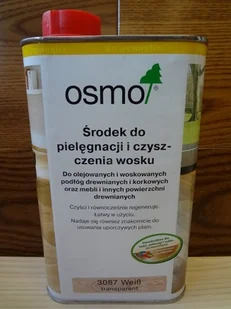 osmo
Środek do
pielęgnacji i czysz-
czenia wosku
Do olejowanych i woskowanych
podłóg drewnianych i korkowych
oraz mebli i innych powierzchni
drewnianych
Czyści i równocześnie regeneruje.
Łatwy w użyciu.
Nadaje się również znakomicie do
usuwania uporczywych plam.
3087 Weiß
transparent